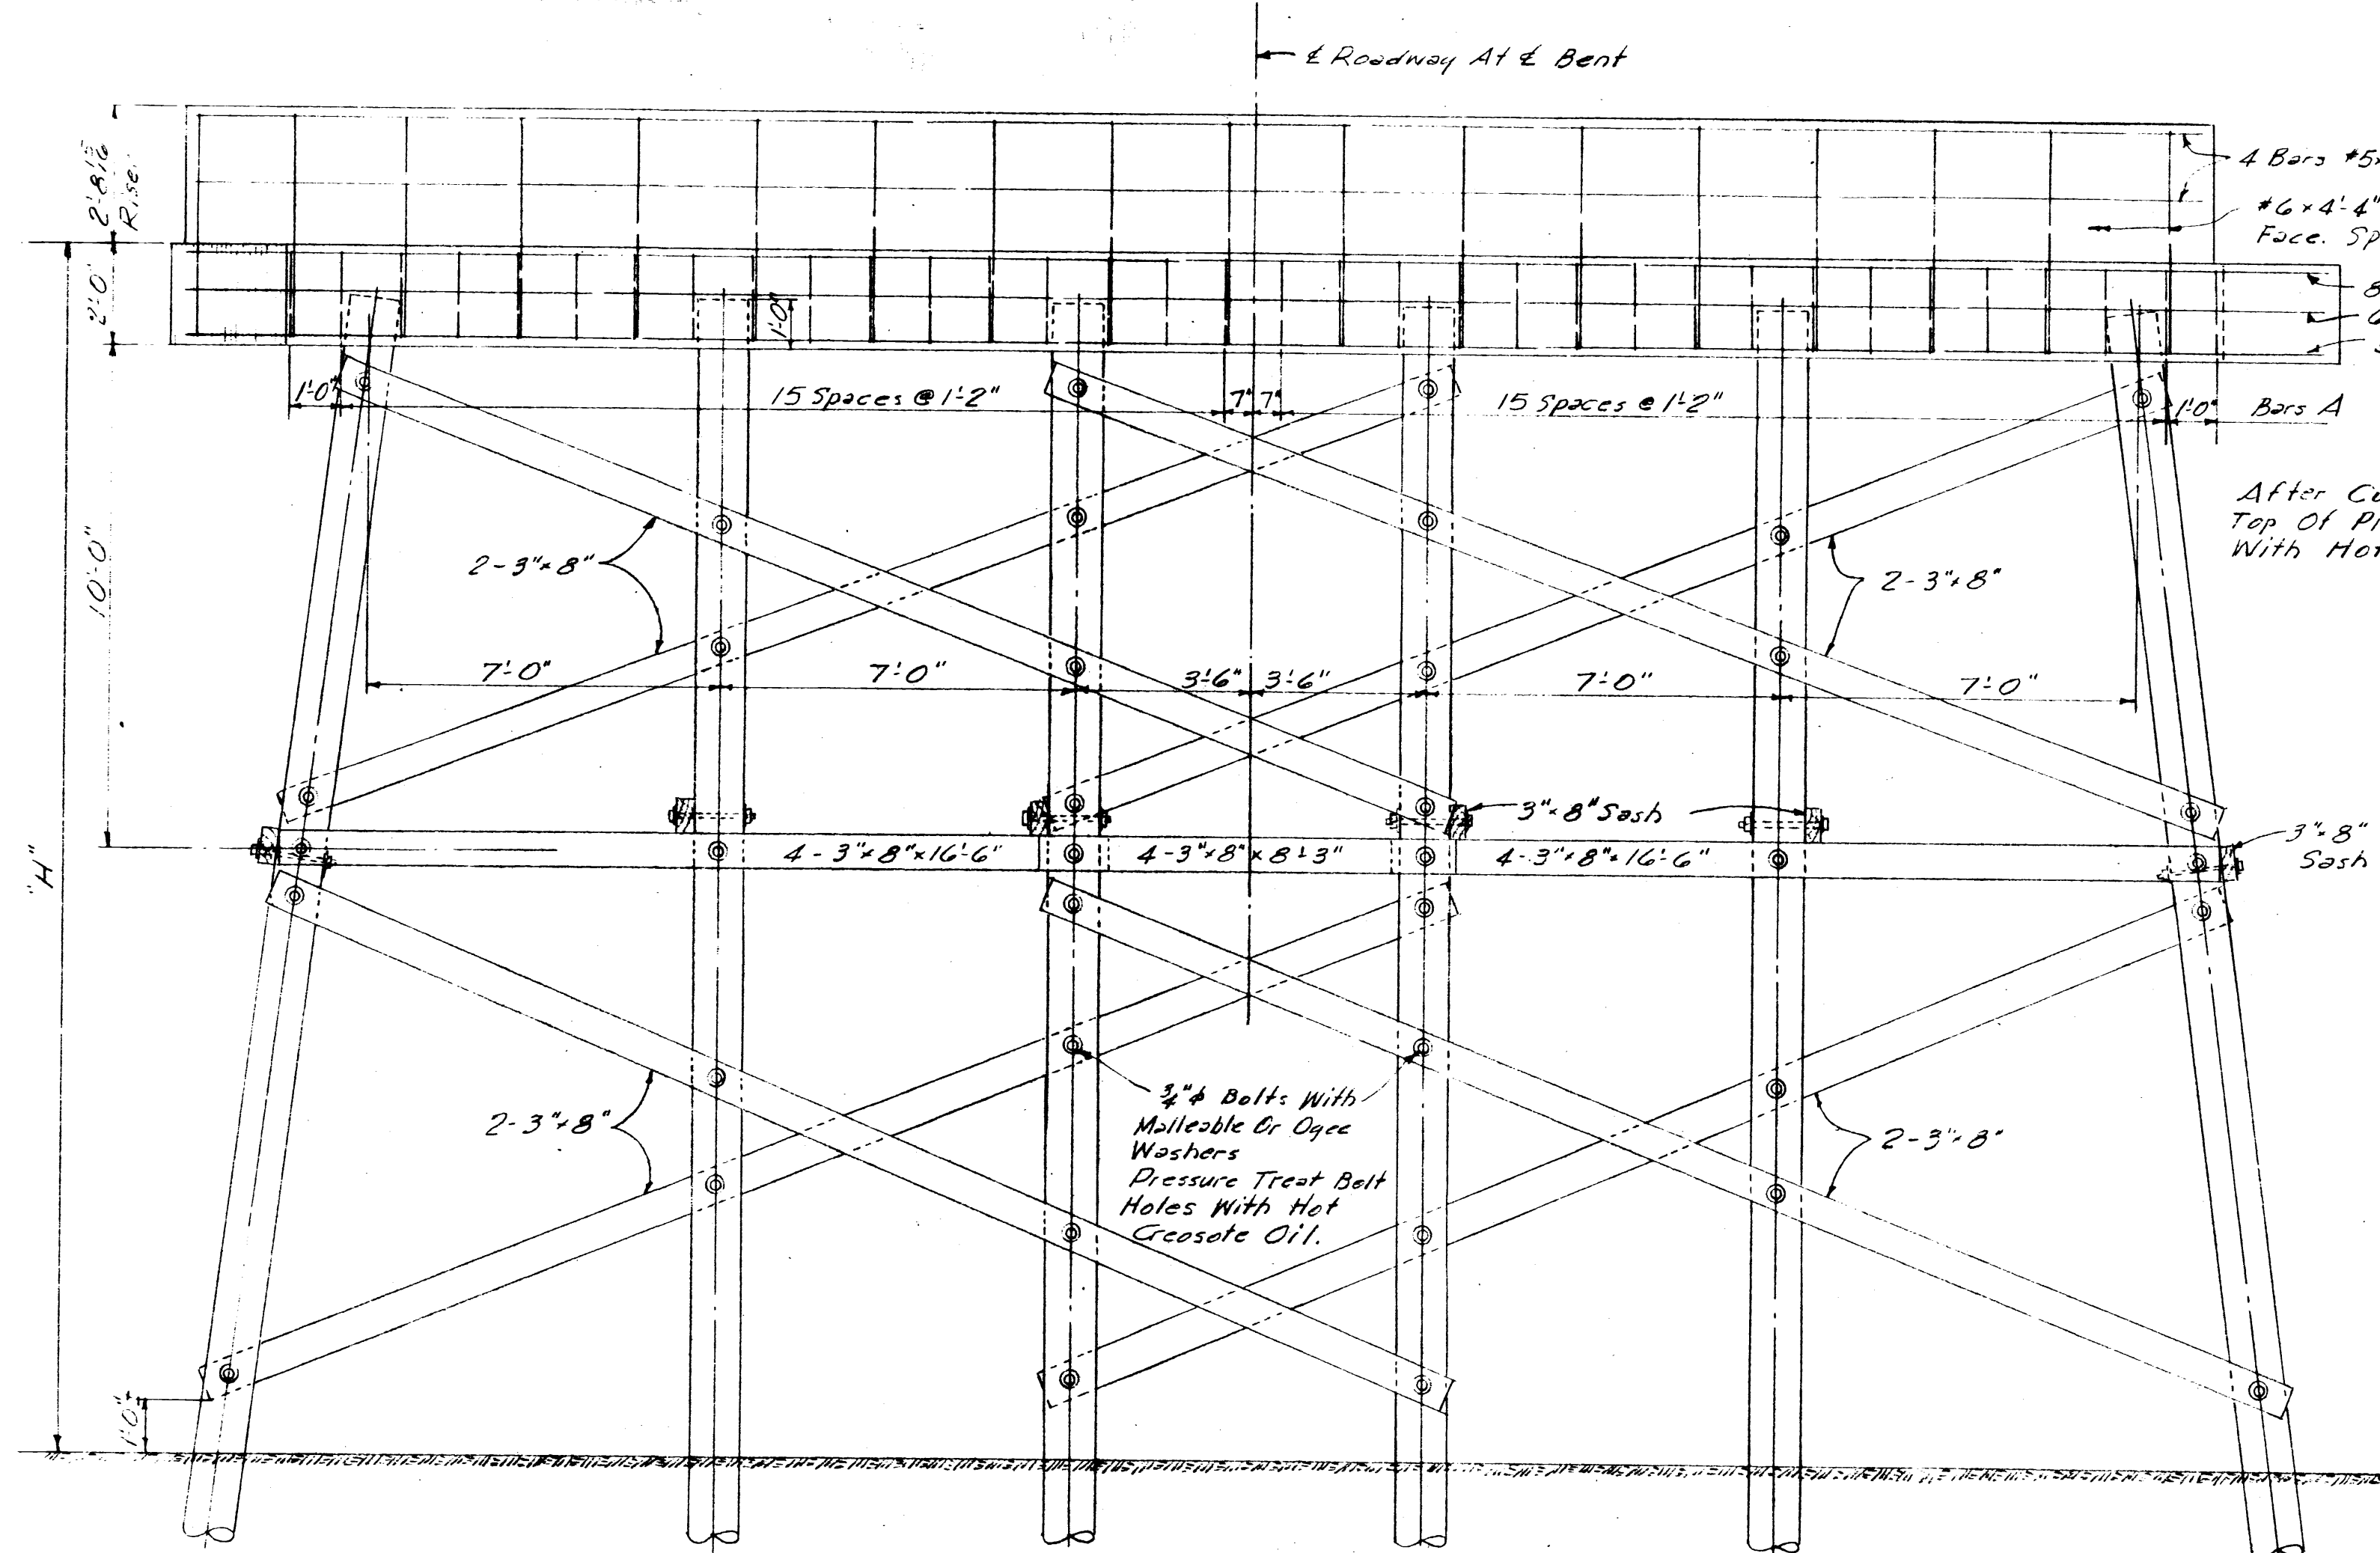 ℄ Roadway At ℄ Bent
2'-8 15/16"
Rise.
4 Bars #5
#6 × 4'-4"
Face. Sp
2'-0"
1'-0"
8
6
1'-0"
15 Spaces @ 1'-2"
7" 7"
15 Spaces @ 1'-2"
1'-0"
Bars A
After
Top Of
With Hot
10'-0"
2-3"×8"
2-3"×8"
7'-0"
7'-0"
3'-6" 3'-6"
7'-0"
7'-0"
3"×8" Sash
3"×8"
Sash
4-3"×8"×16'-6"
4-3"×8"×8'-3"
4-3"×8"×16'-6"
"H"
2-3"×8"
2-3"×8"
3/4"ϕ Bolts With
Malleable Or Ogee
Washers
Pressure Treat Bolt
Holes With Hot
Creosote Oil.
1'-0"±